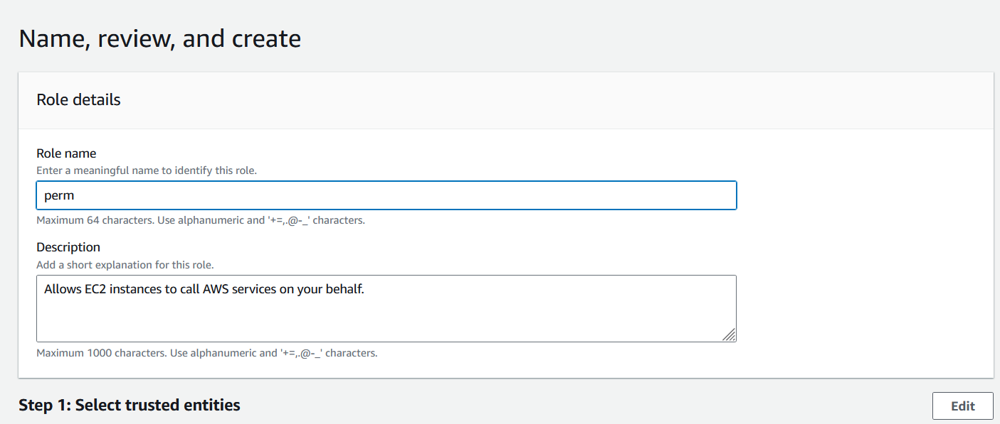 Name, review, and create
Role details
Role name
Enter a meaningful name to identify this role.
perm
Maximum 64 characters. Use alphanumeric and '+=,.@-_' characters.
Description
Add a short explanation for this role.
Allows EC2 instances to call AWS services on your behalf.
Maximum 1000 characters. Use alphanumeric and '+=,.@-_' characters.
Step 1: Select trusted entities
Edit